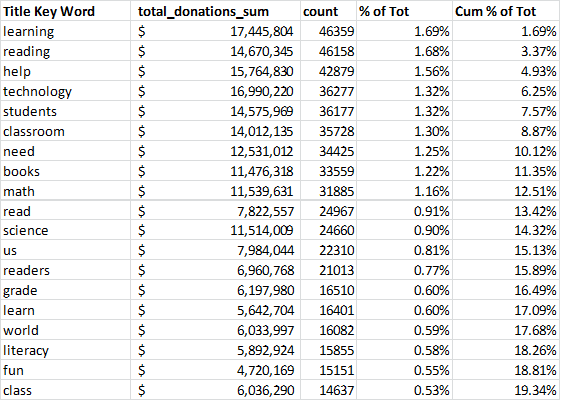 Title Key Word total_donations_sum count % of Tot Cum % of Tot
learning $ 17,445,804 46359 1.69% 1.69%
reading $ 14,670,345 46158 1.68% 3.37%
help $ 15,764,830 42879 1.56% 4.93%
technology $ 16,990,220 36277 1.32% 6.25%
students $ 14,575,969 36177 1.32% 7.57%
classroom $ 14,012,135 35728 1.30% 8.87%
need $ 12,531,012 34425 1.25% 10.12%
books $ 11,476,318 33559 1.22% 11.35%
math $ 11,539,631 31885 1.16% 12.51%
read $ 7,822,557 24967 0.91% 13.42%
science $ 11,514,009 24660 0.90% 14.32%
us $ 7,984,044 22310 0.81% 15.13%
readers $ 6,960,768 21013 0.77% 15.89%
grade $ 6,197,980 16510 0.60% 16.49%
learn $ 5,642,704 16401 0.60% 17.09%
world $ 6,033,997 16082 0.59% 17.68%
literacy $ 5,892,924 15855 0.58% 18.26%
fun $ 4,720,169 15151 0.55% 18.81%
class $ 6,036,290 14637 0.53% 19.34%